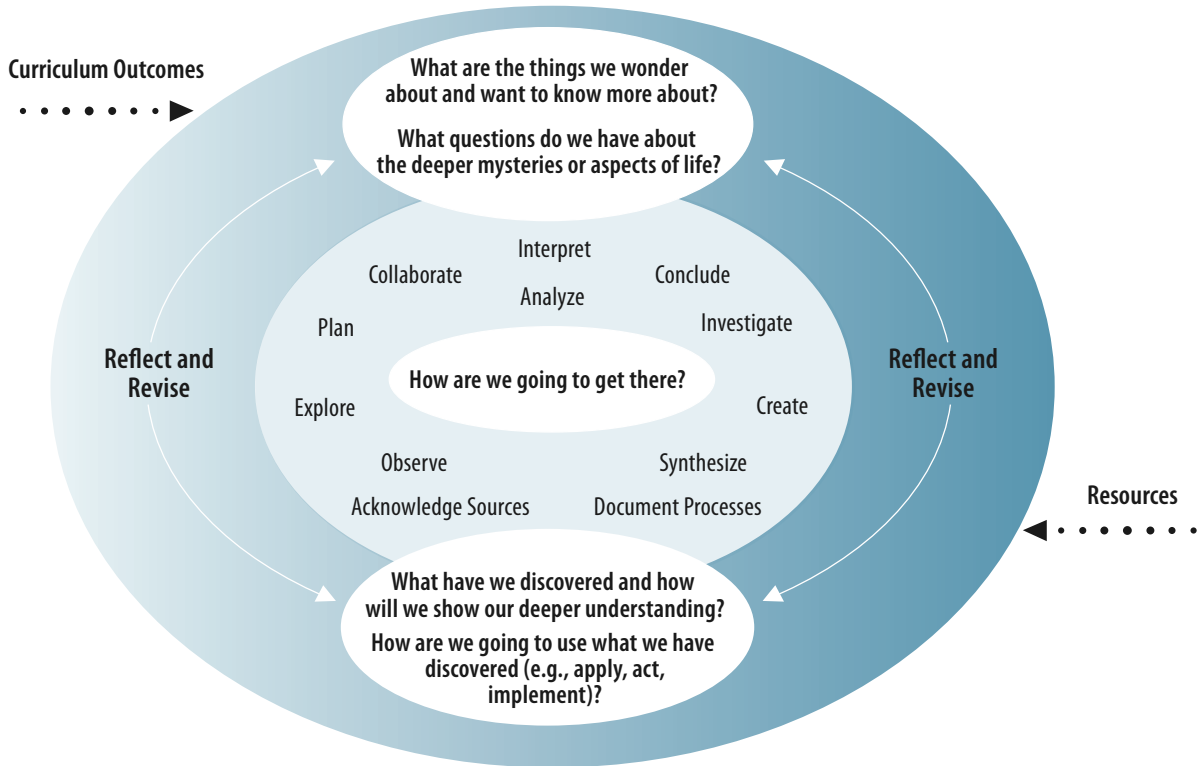 Curriculum Outcomes
What are the things we wonder
about and want to know more about?
What questions do we have about
the deeper mysteries or aspects of life?
Interpret
Collaborate
Conclude
Analyze
Plan
Investigate
Reflect and
Revise
How are we going to get there?
Reflect and
Revise
Explore
Create
Observe
Synthesize
Acknowledge Sources
Document Processes
Resources
What have we discovered and how
will we show our deeper understanding?
How are we going to use what we have
discovered (e.g., apply, act,
implement)?